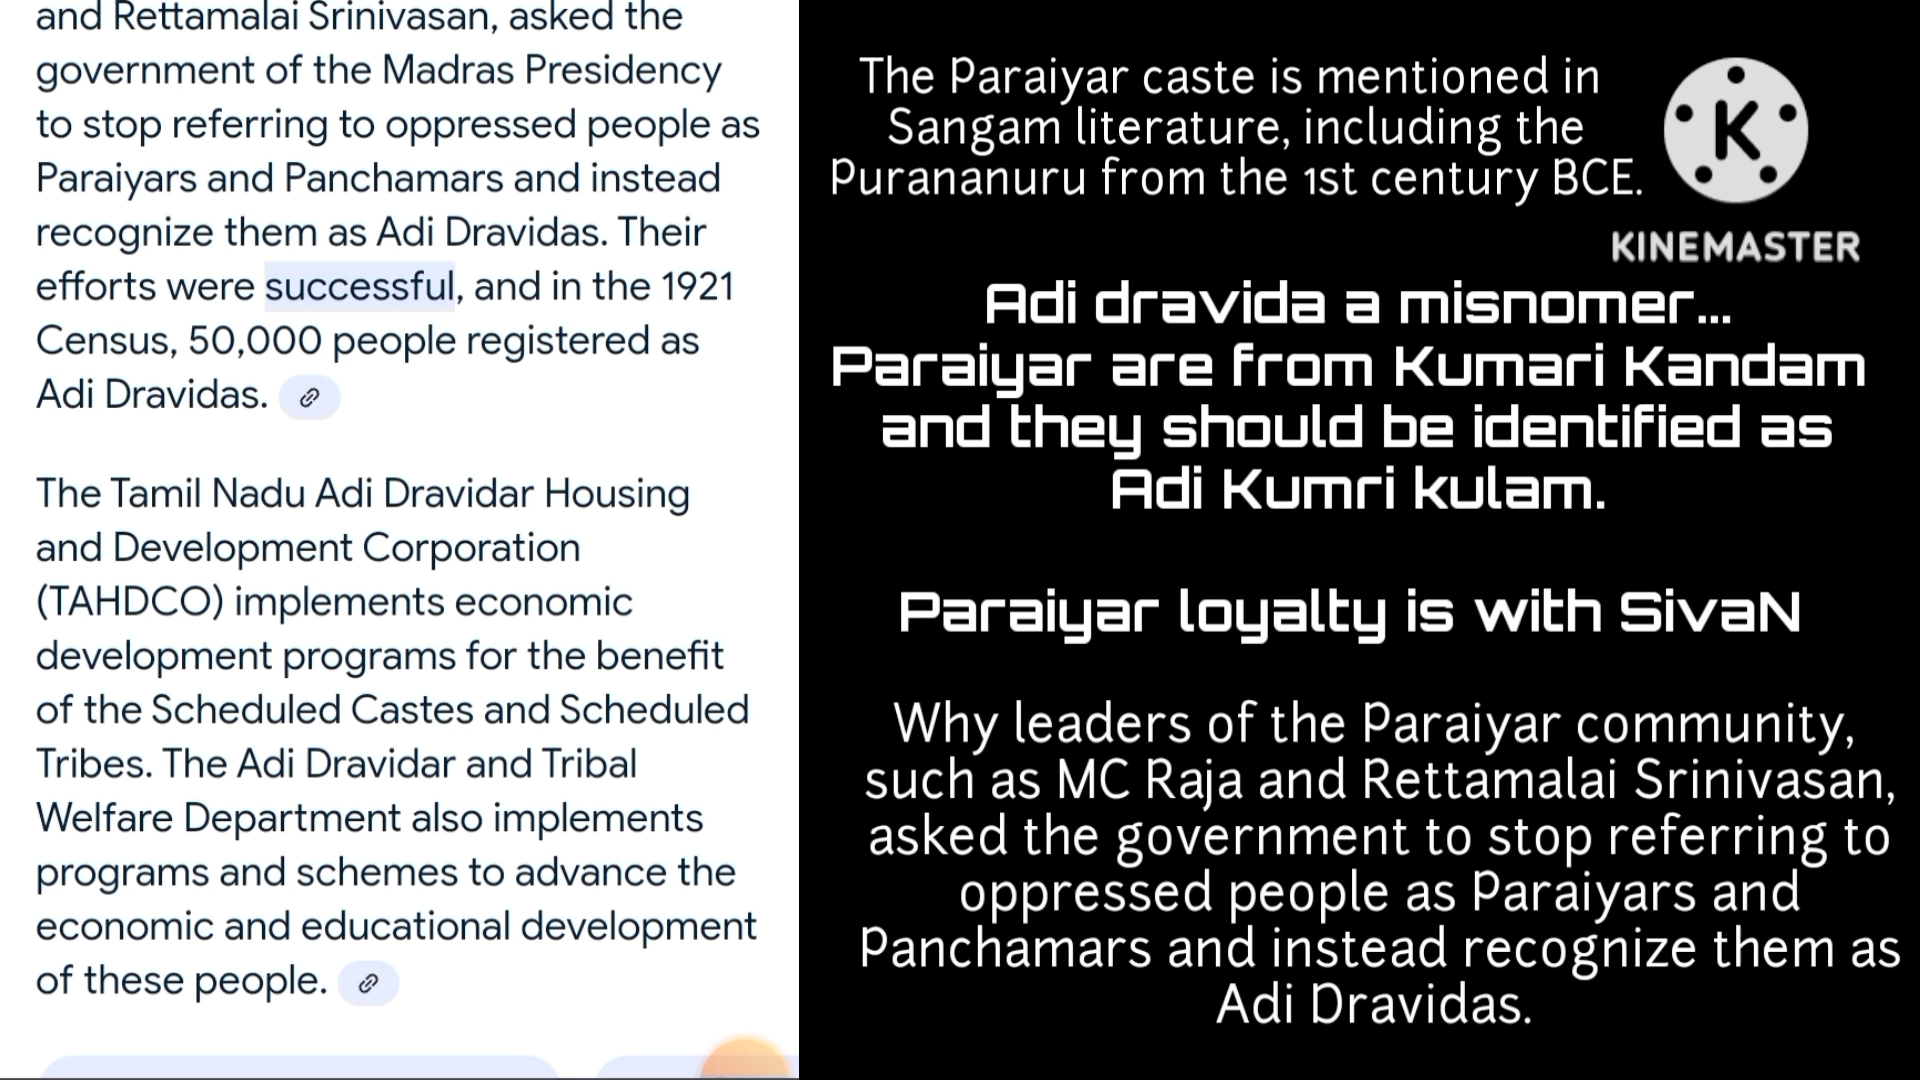 and Rettamalai Srinivasan, asked the
government of the Madras Presidency
to stop referring to oppressed people as
Paraiyars and Panchamars and instead
recognize them as Adi Dravidas. Their
efforts were successful, and in the 1921
Census, 50,000 people registered as
Adi Dravidas.
The Tamil Nadu Adi Dravidar Housing
and Development Corporation
(TAHDCO) implements economic
development programs for the benefit
of the Scheduled Castes and Scheduled
Tribes. The Adi Dravidar and Tribal
Welfare Department also implements
programs and schemes to advance the
economic and educational development
of these people.
The Paraiyar caste is mentioned in
Sangam literature, including the
Purananuru from the 1st century BCE.
K
KINEMASTER
Adi dravida a misnomer...
Paraiyar are from Kumari Kandam
and they should be identified as
Adi Kumri kulam.
Paraiyar loyalty is with SivaN
Why leaders of the Paraiyar community,
such as MC Raja and Rettamalai Srinivasan,
asked the government to stop referring to
oppressed people as Paraiyars and
Panchamars and instead recognize them as
Adi Dravidas.